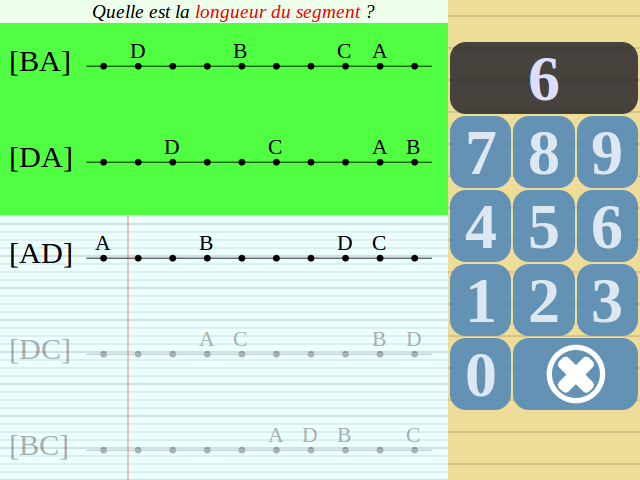 Quelle est la longueur du segment ?
[BA] D B C A
[DA] D C A B
[AD] A B D C
[DC] A C B D
[BC] A D B C
6
7 8 9
4 5 6
1 2 3
0